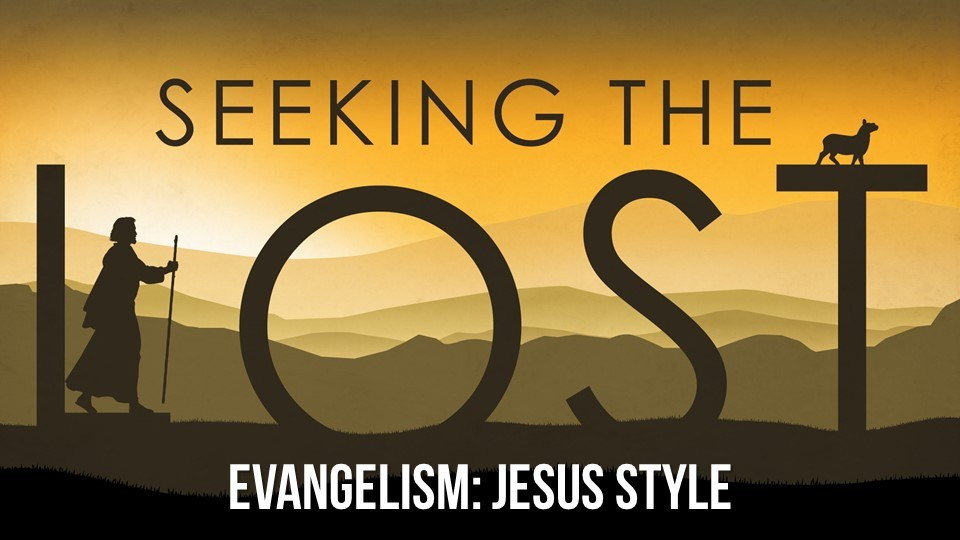 SEEKING THE
LOST
EVANGELISM: JESUS STYLE